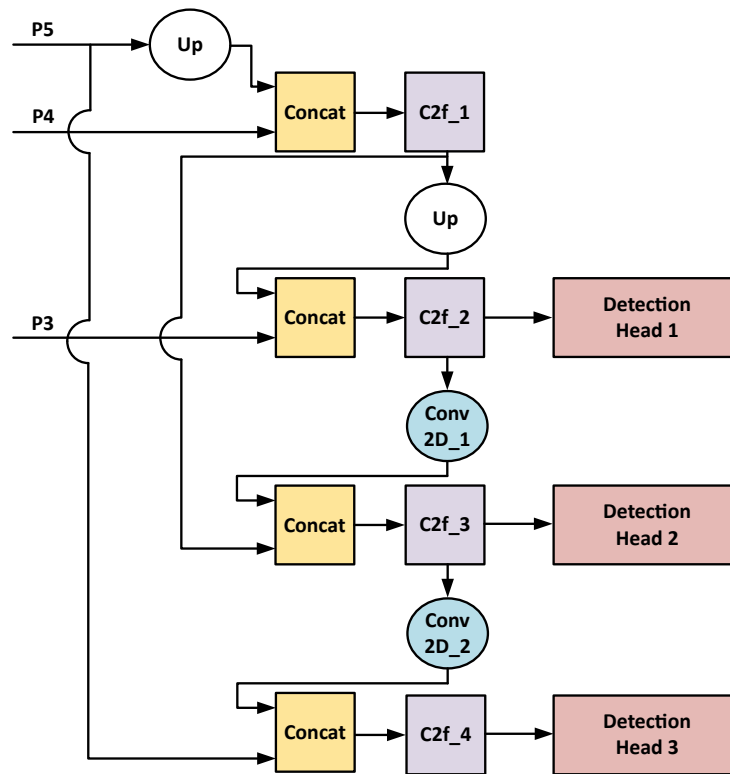 P5
Up
Concat
C2f_1
P4
Up
P3
Concat
C2f_2
Detection
Head 1
Conv
2D_1
Concat
C2f_3
Detection
Head 2
Conv
2D_2
Concat
C2f_4
Detection
Head 3